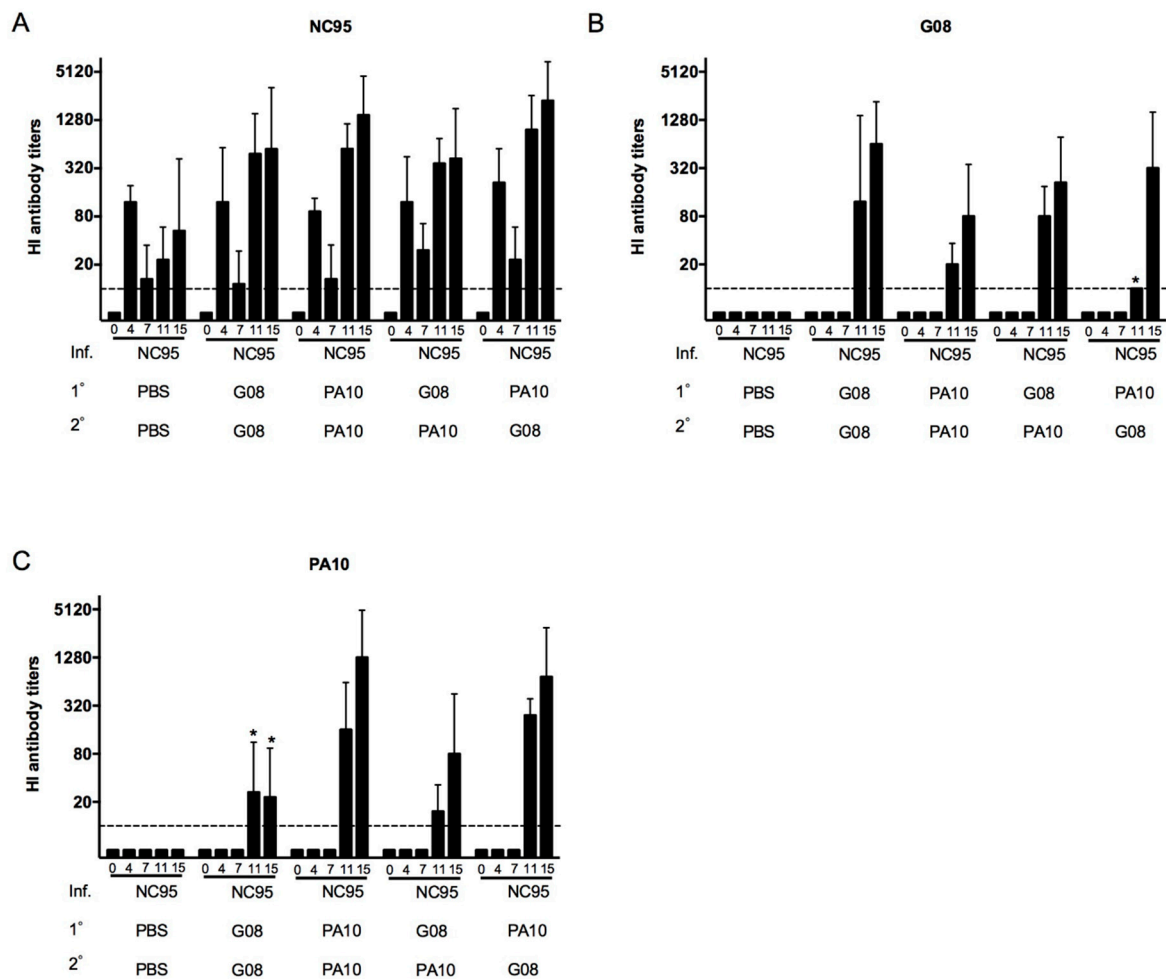 A
NC95
HI antibody titers
5120
1280
320
80
20
0 4 7 11 15 0 4 7 11 15 0 4 7 11 15 0 4 7 11 15 0 4 7 11 15
Inf. NC95 NC95 NC95 NC95 NC95
1° PBS G08 PA10 G08 PA10
2° PBS G08 PA10 PA10 G08
B
G08
HI antibody titers
5120
1280
320
80
20
*
0 4 7 11 15 0 4 7 11 15 0 4 7 11 15 0 4 7 11 15 0 4 7 11 15
Inf. NC95 NC95 NC95 NC95 NC95
1° PBS G08 PA10 G08 PA10
2° PBS G08 PA10 PA10 G08
C
PA10
HI antibody titers
5120
1280
320
80
20
* *
0 4 7 11 15 0 4 7 11 15 0 4 7 11 15 0 4 7 11 15 0 4 7 11 15
Inf. NC95 NC95 NC95 NC95 NC95
1° PBS G08 PA10 G08 PA10
2° PBS G08 PA10 PA10 G08